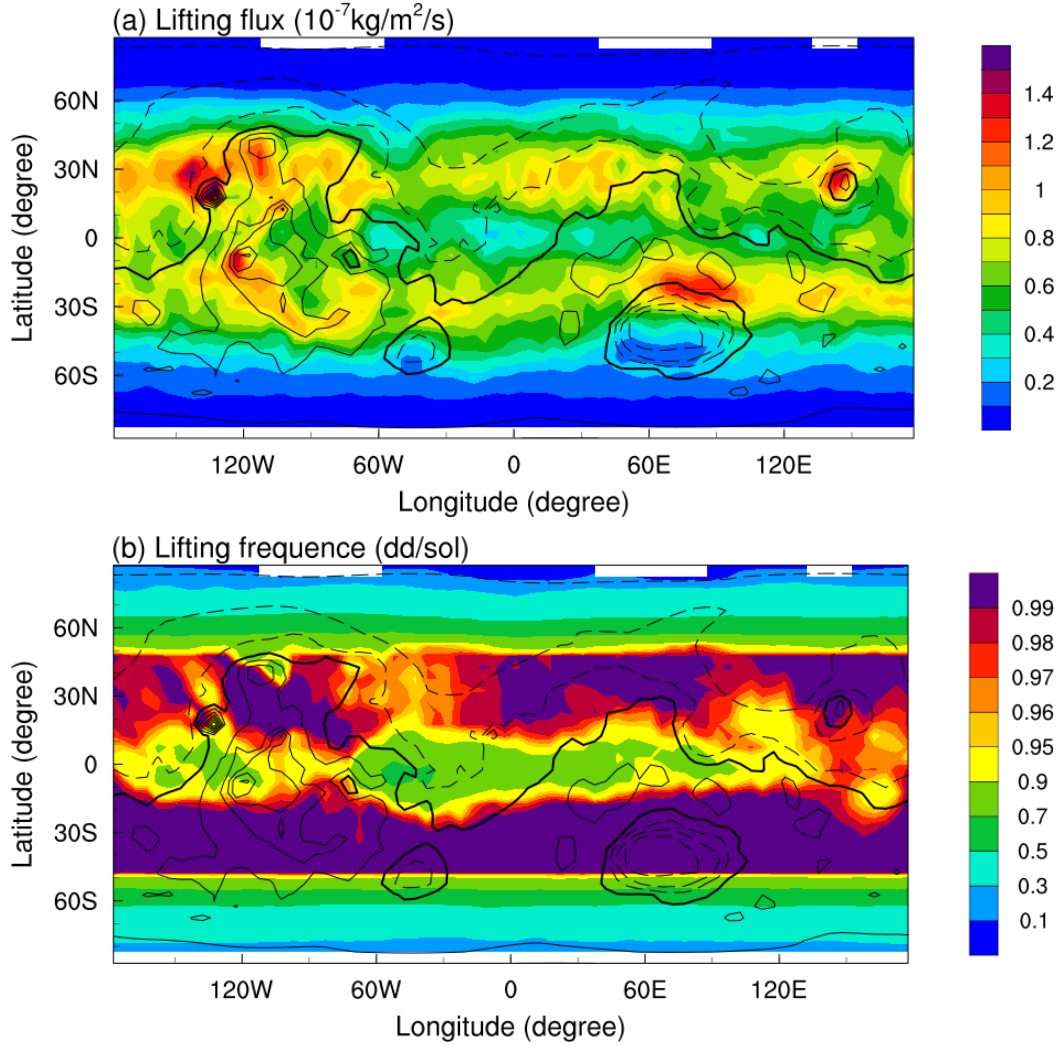 (a) Lifting flux (10⁻⁷kg/m²/s)
60N
30N
0
30S
60S
Latitude (degree)
120W 60W 0 60E 120E
Longitude (degree)
1.4
1.2
1
0.8
0.6
0.4
0.2
(b) Lifting frequence (dd/sol)
60N
30N
0
30S
60S
Latitude (degree)
120W 60W 0 60E 120E
Longitude (degree)
0.99
0.98
0.97
0.96
0.95
0.9
0.7
0.5
0.3
0.1